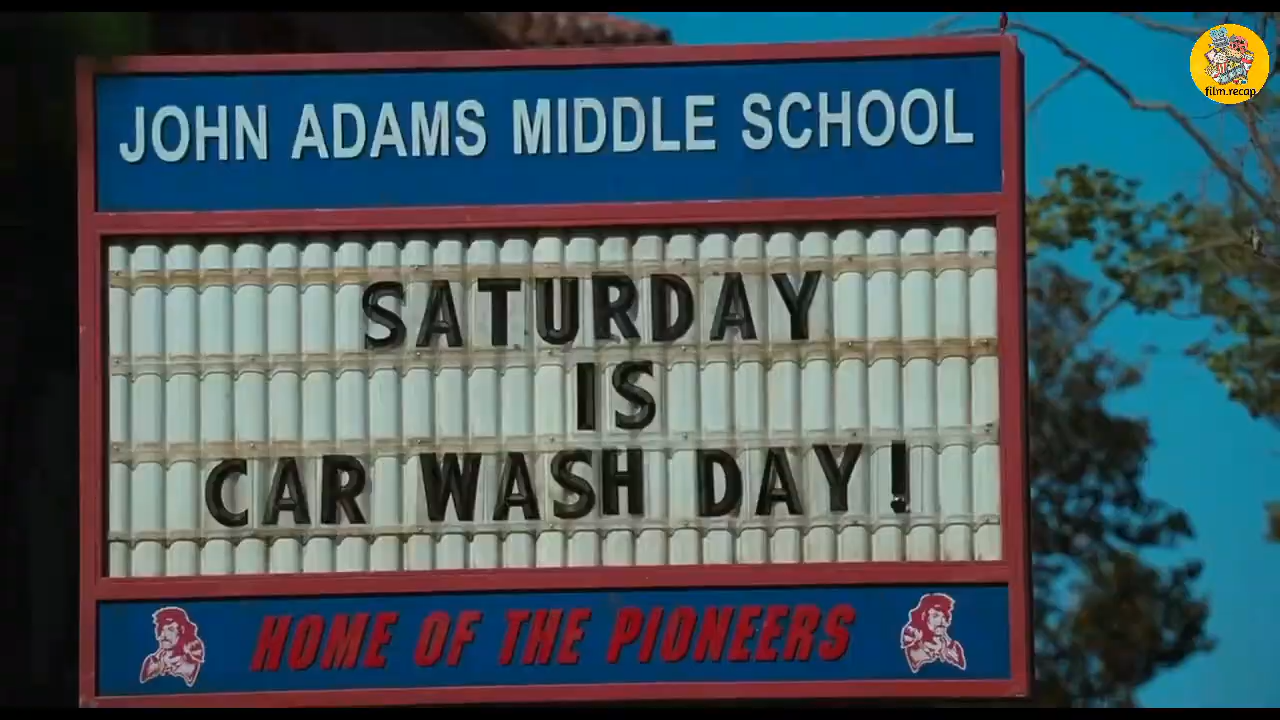 film.recap
JOHN ADAMS MIDDLE SCHOOL
SATURDAY
IS
CAR WASH DAY!
HOME OF THE PIONEERS